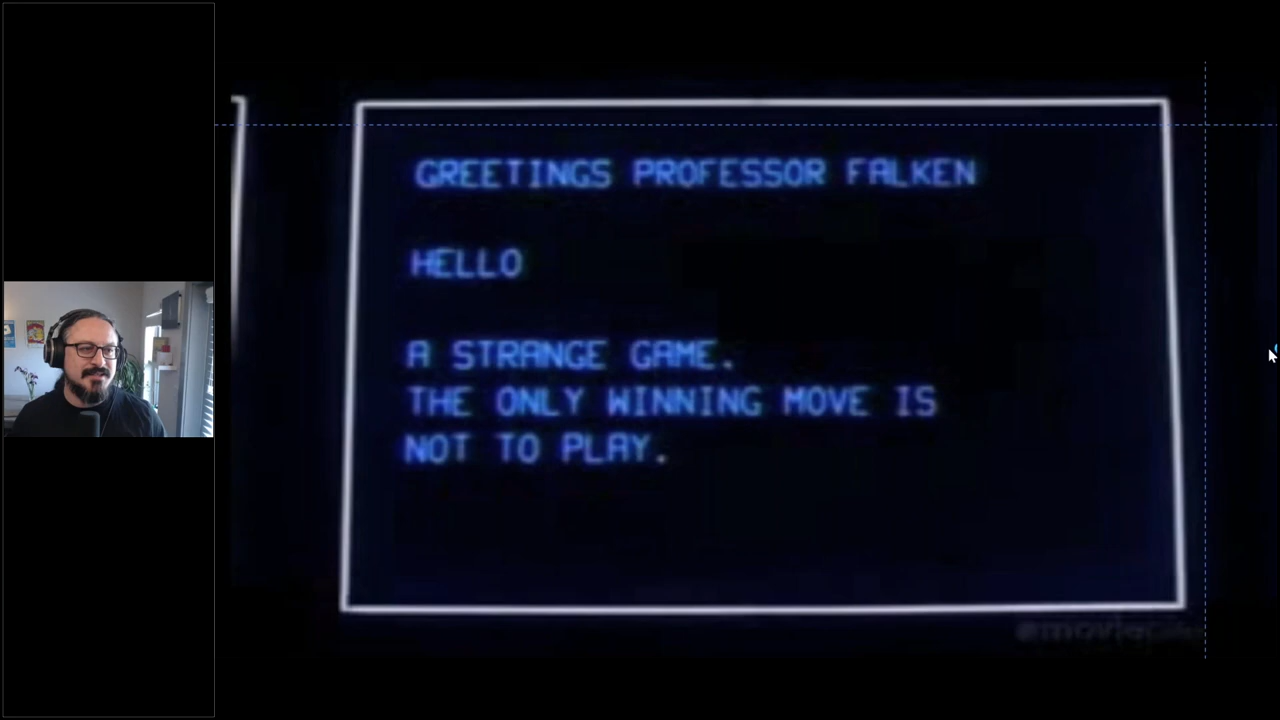 GREETINGS PROFESSOR FALKEN
HELLO
A STRANGE GAME.
THE ONLY WINNING MOVE IS
NOT TO PLAY.